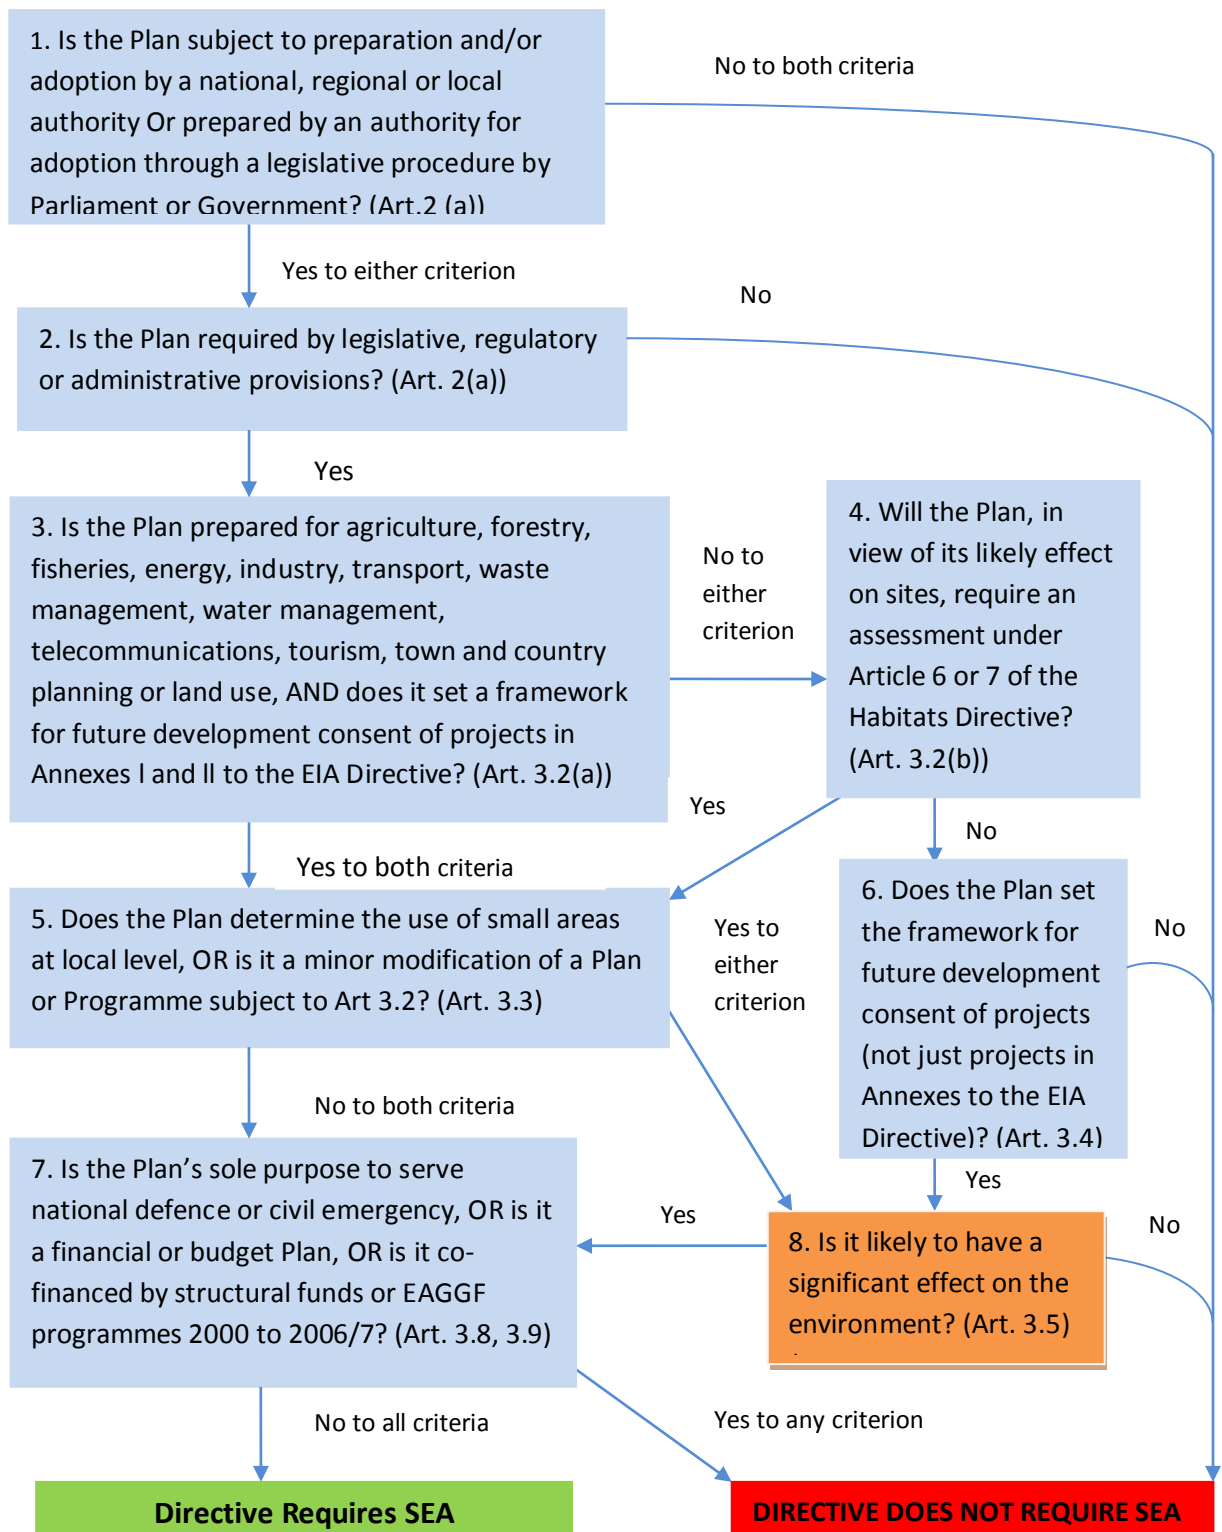 1. Is the Plan subject to preparation and/or
adoption by a national, regional or local
authority Or prepared by an authority for
adoption through a legislative procedure by
Parliament or Government? (Art.2 (a))
No to both criteria
Yes to either criterion
No
2. Is the Plan required by legislative, regulatory
or administrative provisions? (Art. 2(a))
Yes
3. Is the Plan prepared for agriculture, forestry,
fisheries, energy, industry, transport, waste
management, water management,
telecommunications, tourism, town and country
planning or land use, AND does it set a framework
for future development consent of projects in
Annexes l and ll to the EIA Directive? (Art. 3.2(a))
No to
either
criterion
4. Will the Plan, in
view of its likely effect
on sites, require an
assessment under
Article 6 or 7 of the
Habitats Directive?
(Art. 3.2(b))
Yes
No
Yes to both criteria
5. Does the Plan determine the use of small areas
at local level, OR is it a minor modification of a Plan
or Programme subject to Art 3.2? (Art. 3.3)
Yes to
either
criterion
6. Does the Plan set
the framework for
future development
consent of projects
(not just projects in
Annexes to the EIA
Directive)? (Art. 3.4)
No
No to both criteria
Yes
7. Is the Plan’s sole purpose to serve
national defence or civil emergency, OR is it
a financial or budget Plan, OR is it co-
financed by structural funds or EAGGF
programmes 2000 to 2006/7? (Art. 3.8, 3.9)
Yes
8. Is it likely to have a
significant effect on the
environment? (Art. 3.5)
No
No to all criteria
Yes to any criterion
Directive Requires SEA
DIRECTIVE DOES NOT REQUIRE SEA